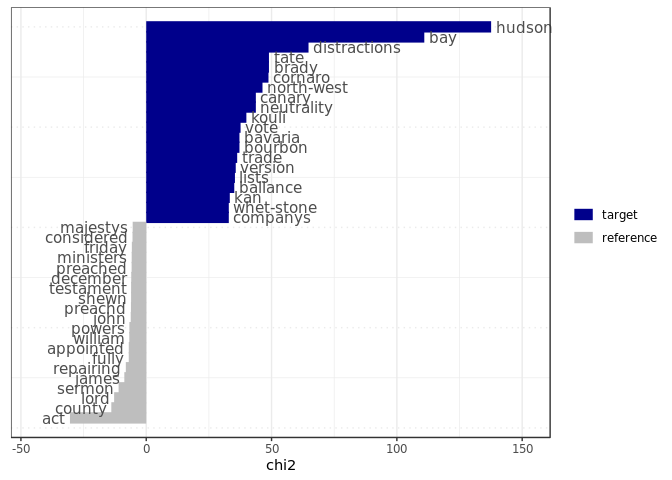 hudson
bay
distractions
tate
brady
cornaro
north-west
canary
neutrality
kouli
vote
bavaria
bourbon
trade
version
lists
ballance
kan
whet-stone
companys
majestys
considered
friday
ministers
preached
december
testament
shewn
preachd
john
powers
william
appointed
fully
repairing
james
sermon
lord
county
act
target
reference
-50 0 50 100 150
chi2